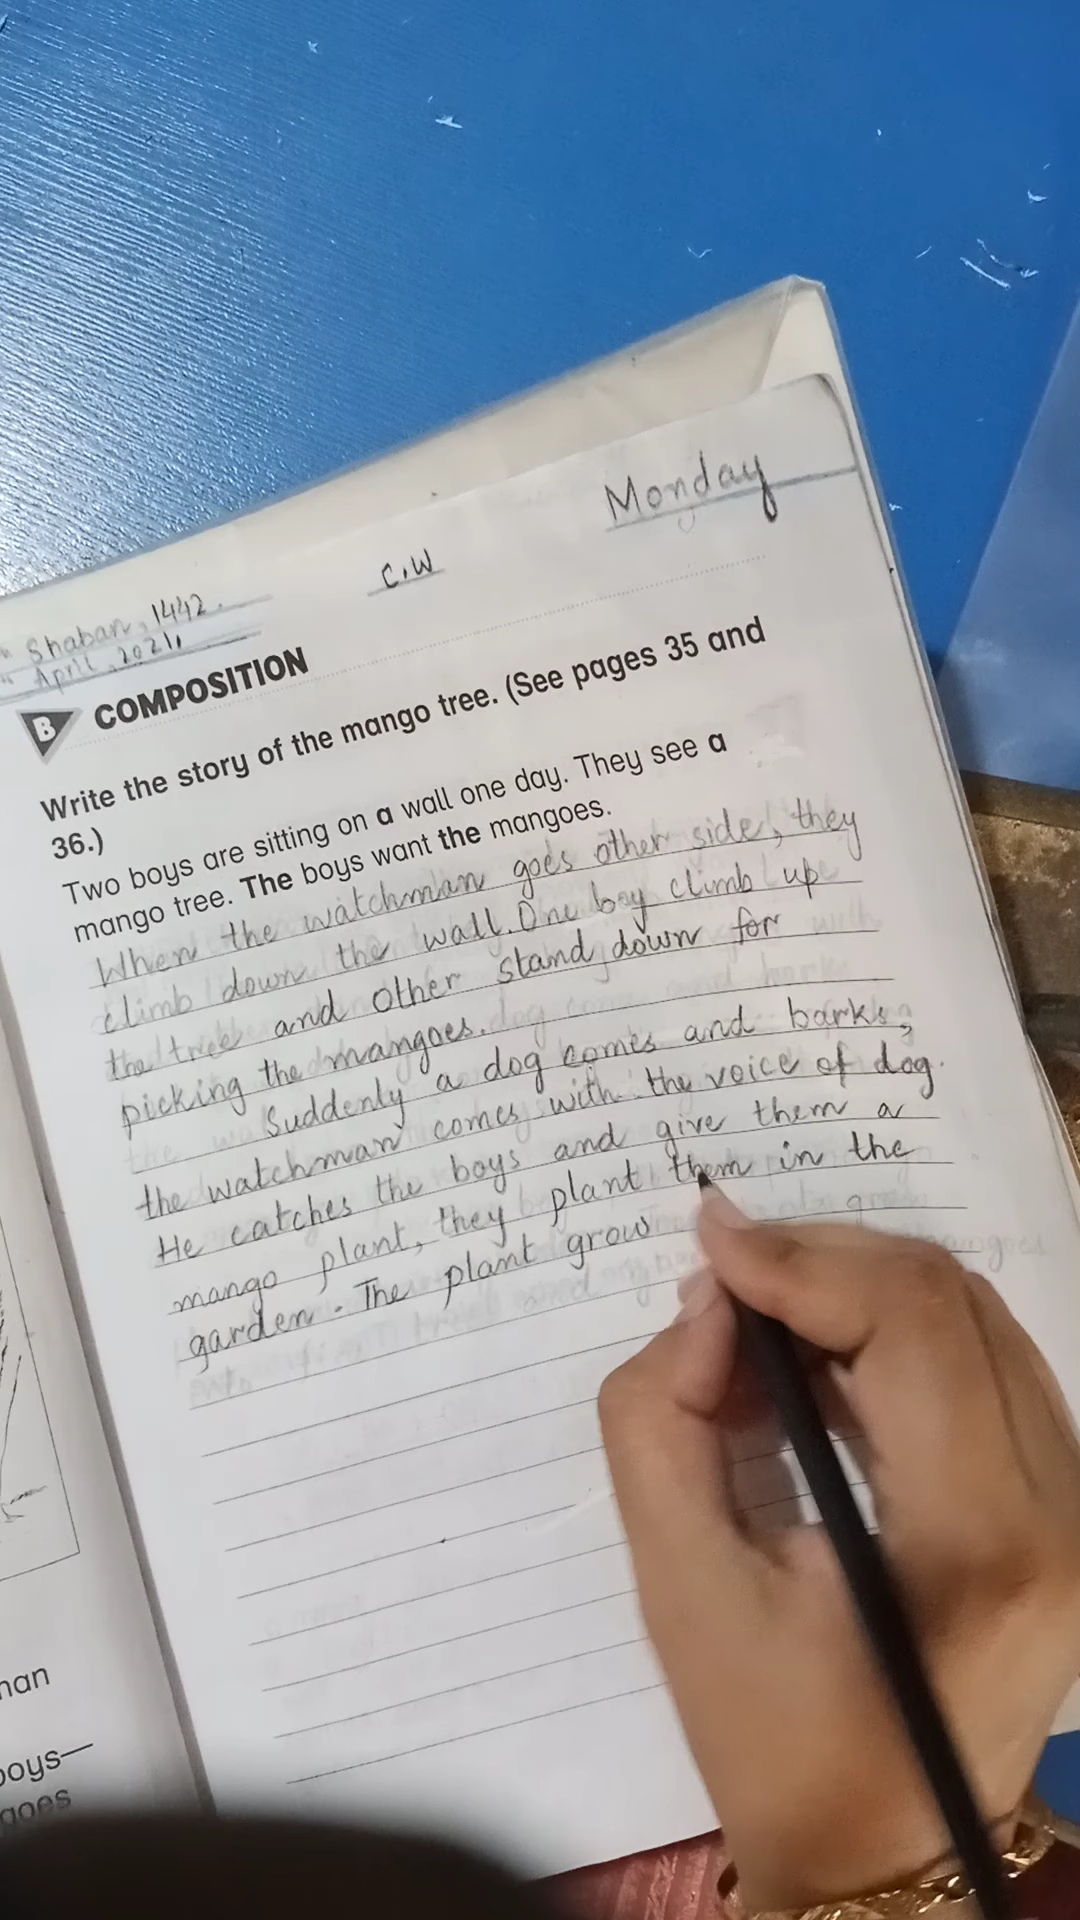 Monday
C.W
Shaban, 1442.
April, 2021,
B COMPOSITION
Write the story of the mango tree. (See pages 35 and
36.)
Two boys are sitting on a wall one day. They see a
mango tree. The boys want the mangoes.
When the watchman goes other side, they
climb down the wall. One boy climb up
the tree and other stand down for
picking the mangoes.
Suddenly a dog comes and barks,
the watchman comes with the voice of dog.
He catches the boys and give them a
mango plant, they plant them in the
garden. The plant grow
han
boys—
goes